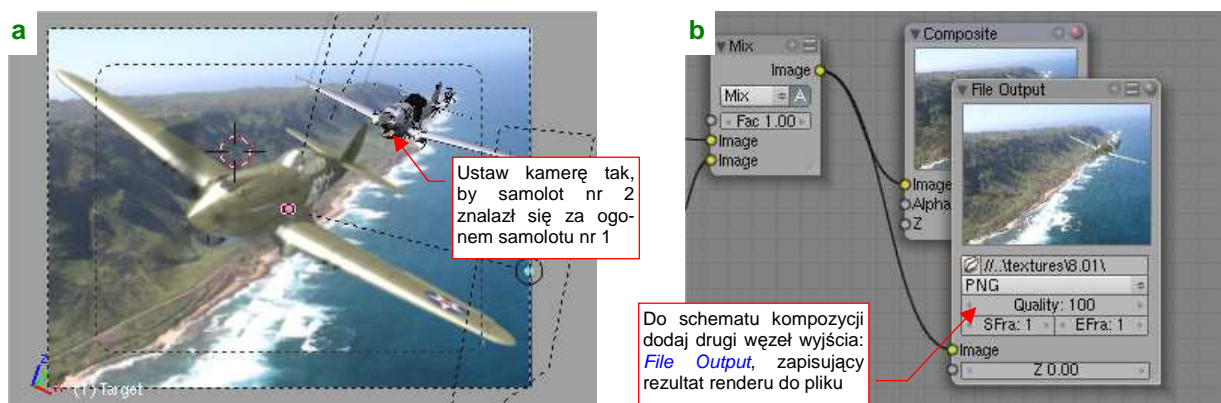 a
Ustaw kamerę tak,
by samolot nr 2
znalazł się za ogo-
nem samolotu nr 1
(1) Target
b
Mix
Image
Mix
A
Fac 1.00
Image
Image
Composite
Image
Alpha
Z
File Output
//..\textures\8.01\
PNG
Quality: 100
SFra: 1
EFra: 1
Image
Z 0.00
Do schematu kompozycji
dodaj drugi węzeł wyjścia:
File Output, zapisujący
rezultat renderu do pliku